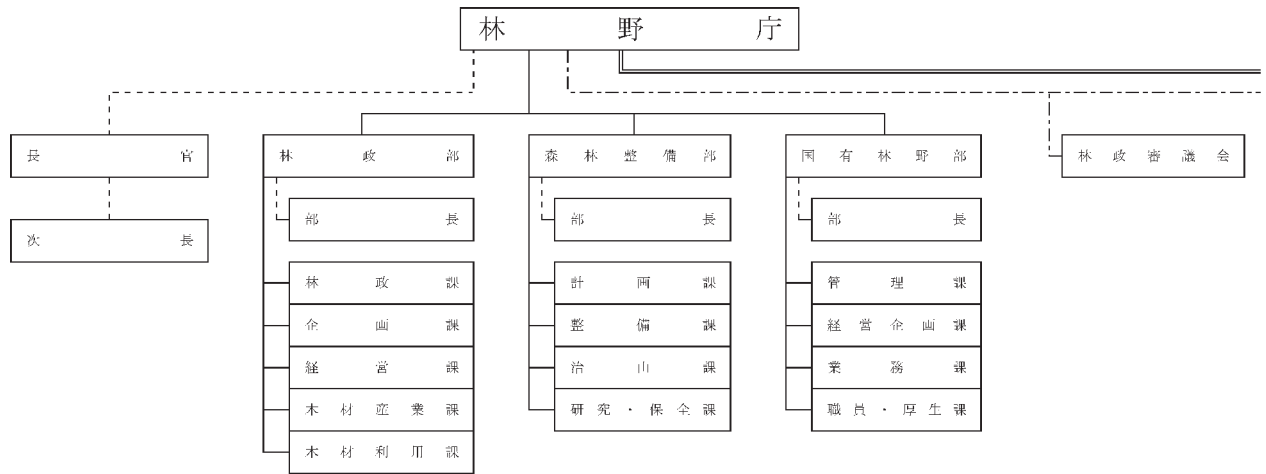 林野庁
長官
次長
林政部
部長
林政課
企画課
経営課
木材産業課
木材利用課
森林整備部
部長
計画課
整備課
治山課
研究・保全課
国有林野部
部長
管理課
経営企画課
業務課
職員・厚生課
林政審議会